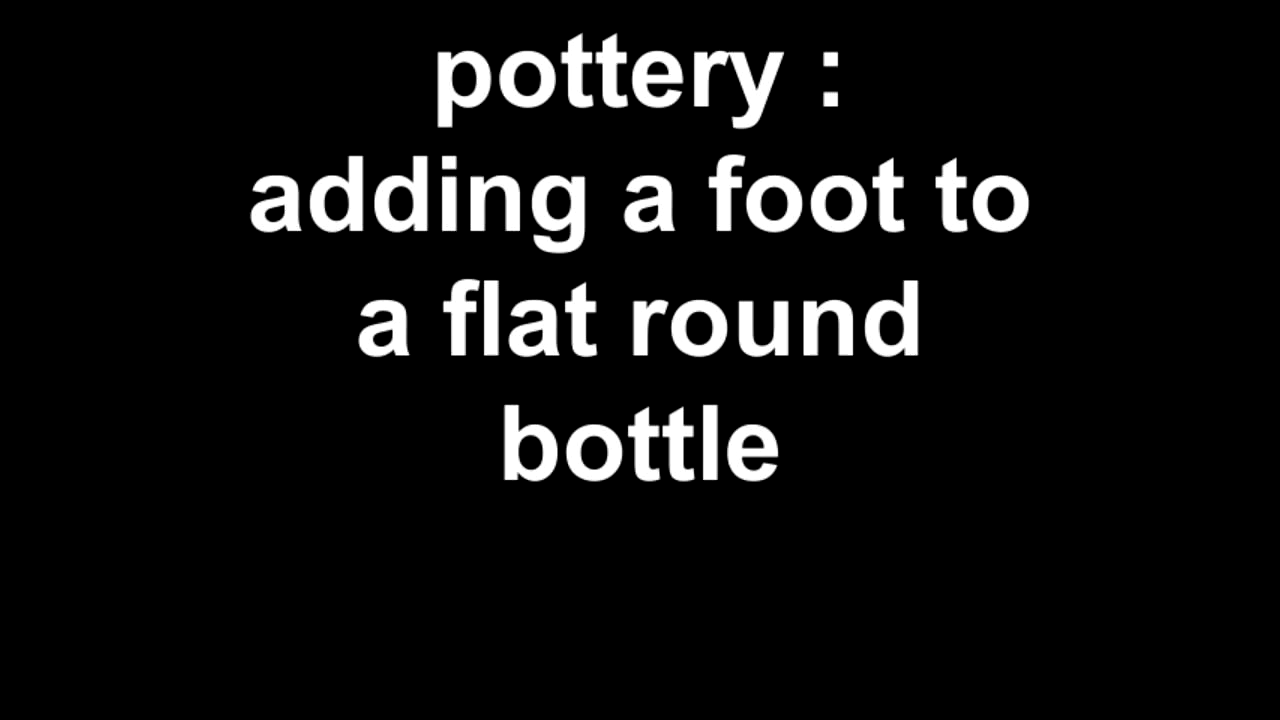 pottery :
adding a foot to
a flat round
bottle